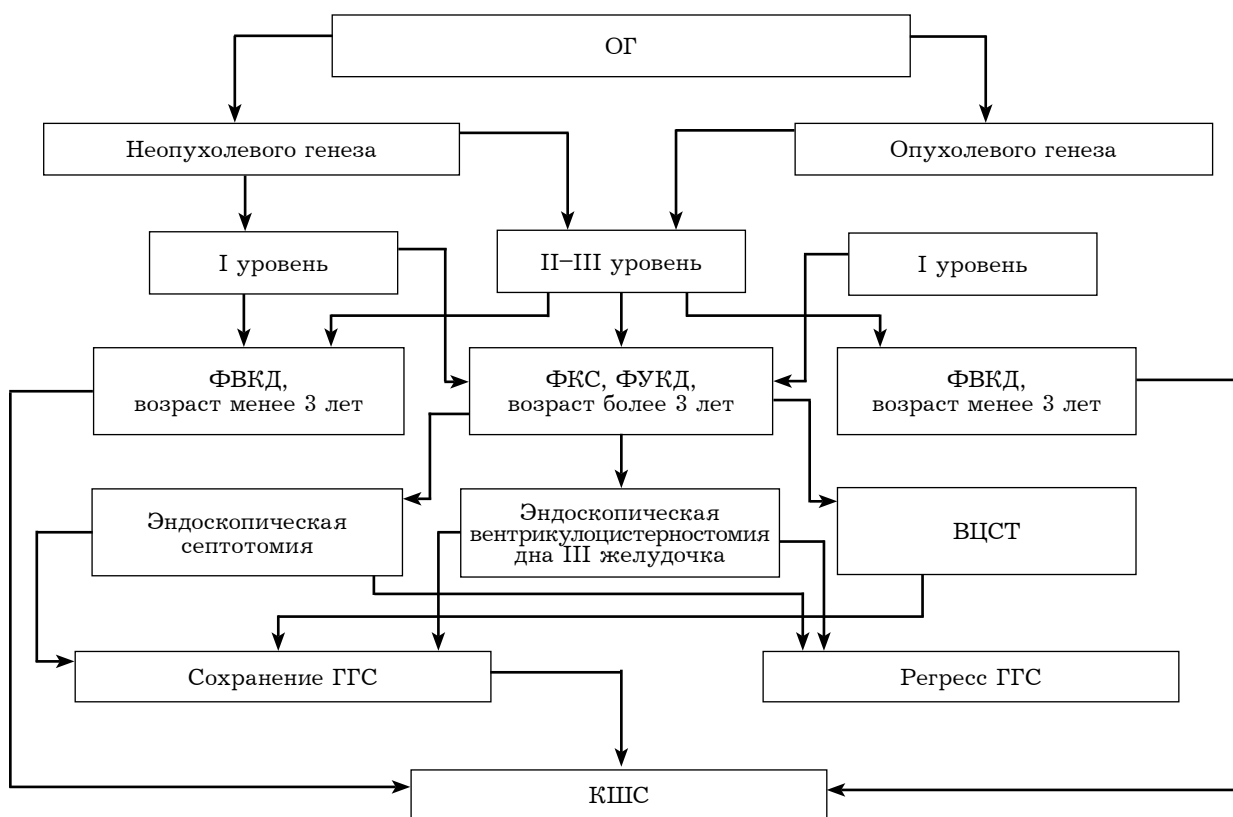 ОГ
Неопухолевого генеза
Опухолевого генеза
I уровень
II–III уровень
I уровень
ФВКД,
возраст менее 3 лет
ФКС, ФУКД,
возраст более 3 лет
ФВКД,
возраст менее 3 лет
Эндоскопическая
септотомия
Эндоскопическая
вентрикулоцистерностомия
дна III желудочка
ВЦСТ
Сохранение ГГС
Регресс ГГС
КШС